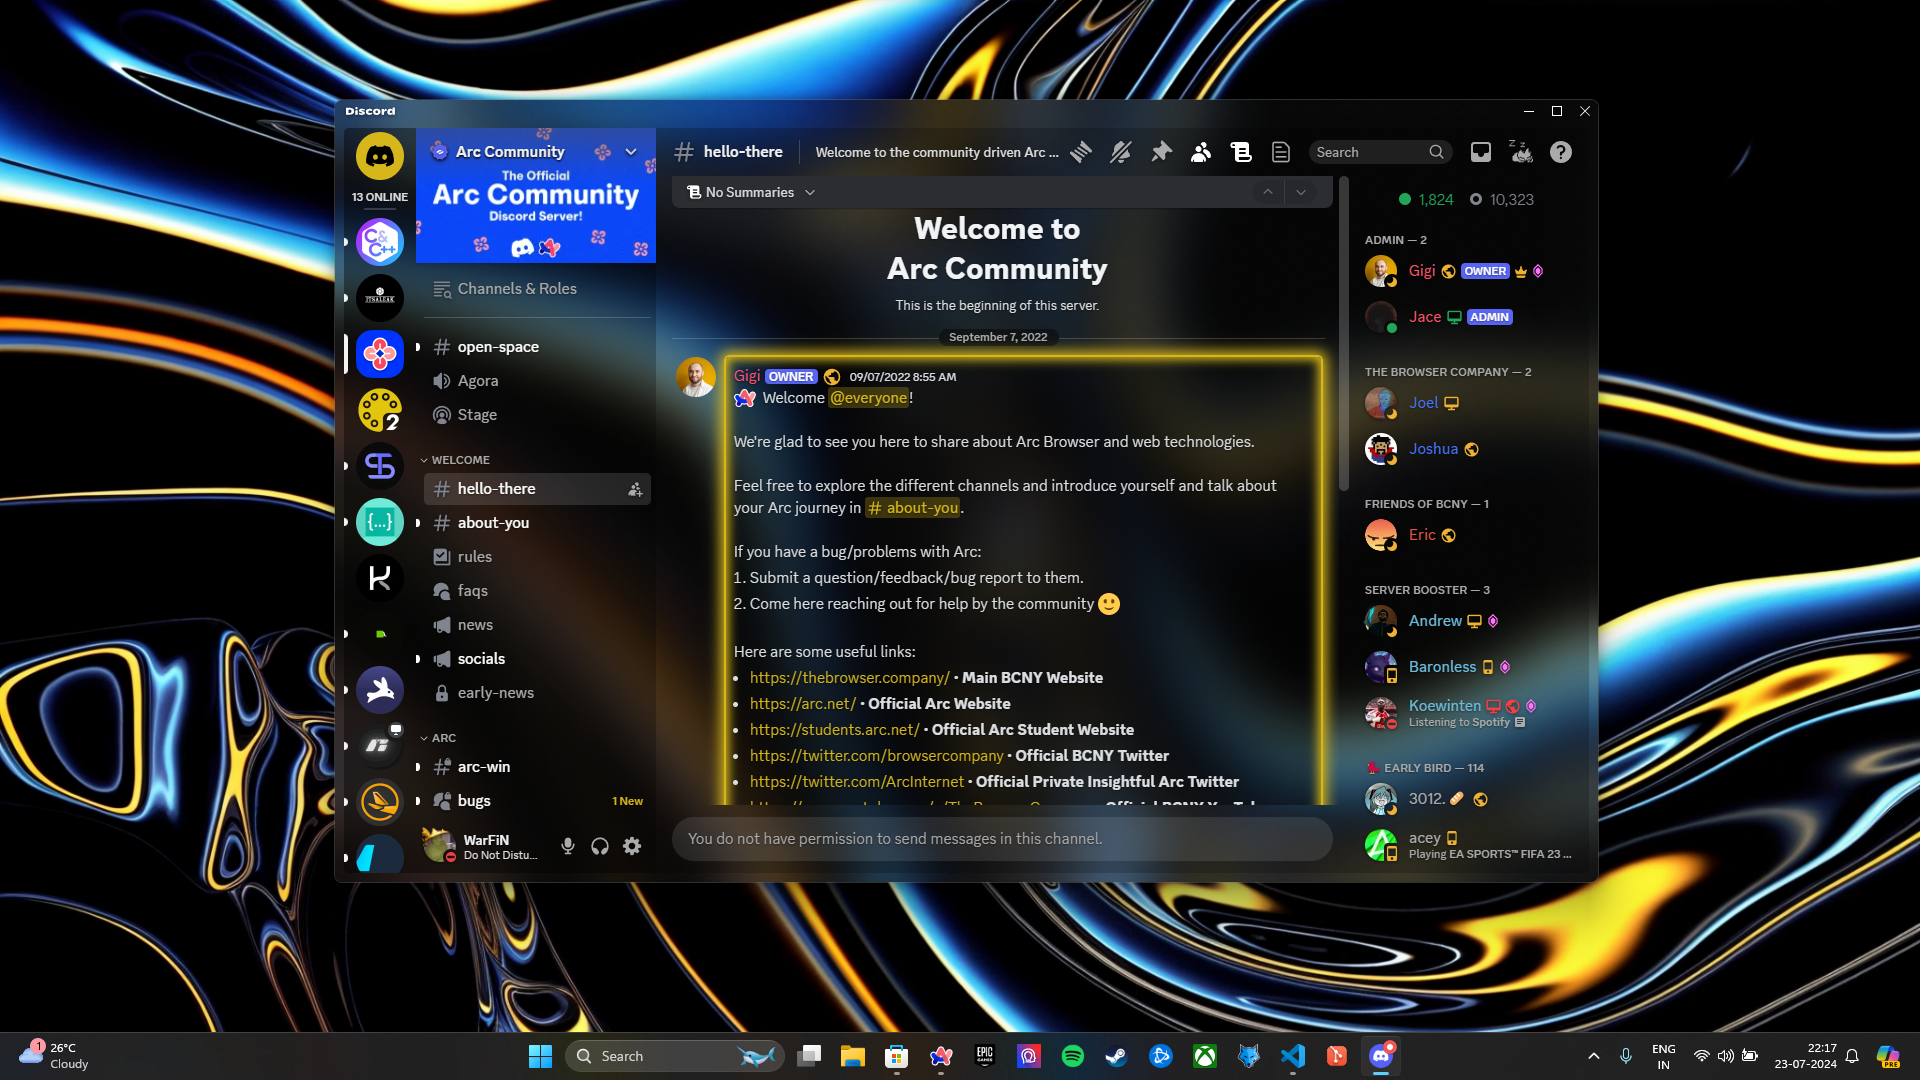 Discord
13 ONLINE
C&
C++
ITSALEAK
2
{...}
Arc Community
The Official
Arc Community
Discord Server!
Channels & Roles
open-space
Agora
Stage
WELCOME
hello-there
about-you
rules
faqs
news
socials
early-news
ARC
arc-win
bugs
1 New
WarFiN
Do Not Distu...
# hello-there
Welcome to the community driven Arc ...
Search
No Summaries
Welcome to
Arc Community
This is the beginning of this server.
September 7, 2022
Gigi OWNER 09/07/2022 8:55 AM
Welcome @everyone!
We're glad to see you here to share about Arc Browser and web technologies.
Feel free to explore the different channels and introduce yourself and talk about
your Arc journey in # about-you.
If you have a bug/problems with Arc:
1. Submit a question/feedback/bug report to them.
2. Come here reaching out for help by the community 🙂
Here are some useful links:
• https://thebrowser.company/ • Main BCNY Website
• https://arc.net/ • Official Arc Website
• https://students.arc.net/ • Official Arc Student Website
• https://twitter.com/browsercompany • Official BCNY Twitter
• https://twitter.com/ArcInternet • Official Private Insightful Arc Twitter
You do not have permission to send messages in this channel.
1,824 10,323
ADMIN — 2
Gigi OWNER
Jace ADMIN
THE BROWSER COMPANY — 2
Joel
Joshua
FRIENDS OF BCNY — 1
Eric
SERVER BOOSTER — 3
Andrew
Baronless
Koewinten
Listening to Spotify
EARLY BIRD — 114
3012.
acey
Playing EA SPORTS™ FIFA 23 ...
1
26°C
Cloudy
Search
EPIC
GAMES
ENG
IN
22:17
23-07-2024
PRE